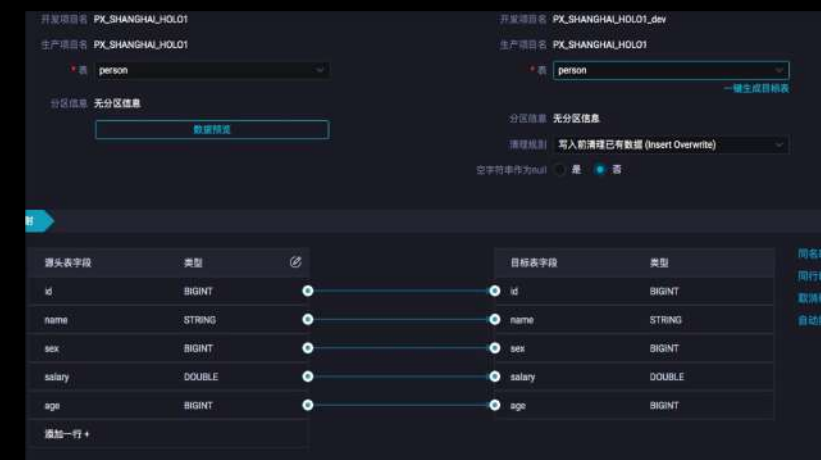 开发项目名 PX_SHANGHAI_HOLO1
生产项目名 PX_SHANGHAI_HOLO1
* 表 person
分区信息 无分区信息
数据预览
开发项目名 PX_SHANGHAI_HOLO1_dev
生产项目名 PX_SHANGHAI_HOLO1
* 表 person
一键生成目标表
分区信息 无分区信息
清理规则 写入前清理已有数据 (Insert Overwrite)
空字符串作为null 是 否
射
源头表字段 类型 目标表字段 类型
id BIGINT id BIGINT
name STRING name STRING
sex BIGINT sex BIGINT
salary DOUBLE salary DOUBLE
age BIGINT age BIGINT
添加一行 +
同名
同行
取消
自动